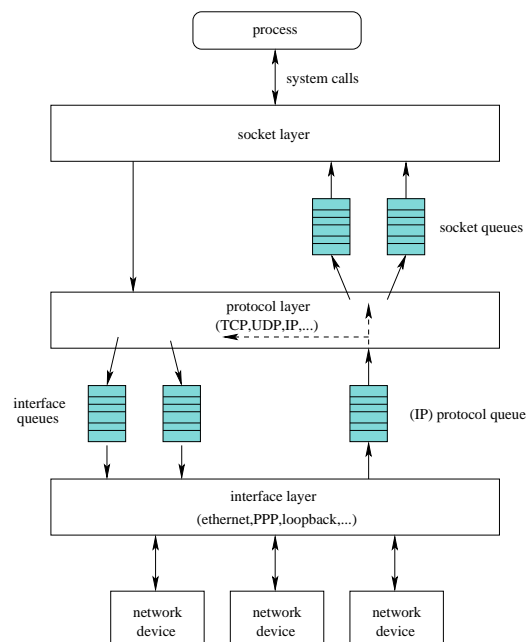 process
system calls
socket layer
socket queues
protocol layer
(TCP,UDP,IP,...)
interface
queues
(IP) protocol queue
interface layer
(ethernet,PPP,loopback,...)
network
device
network
device
network
device